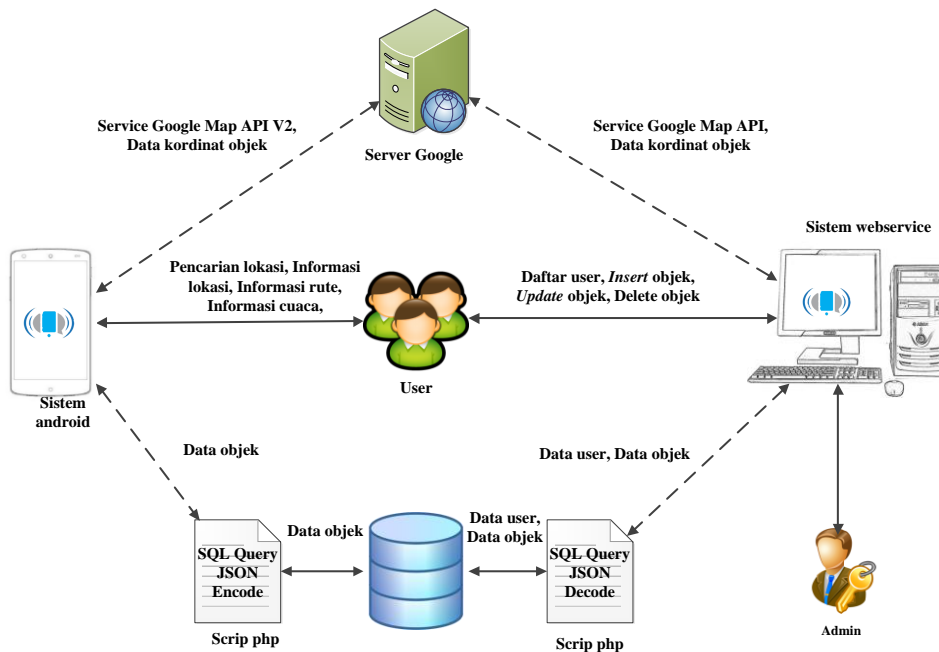 Service Google Map API V2,
Data kordinat objek
Server Google
Service Google Map API,
Data kordinat objek
Sistem webservice
Pencarian lokasi, Informasi
lokasi, Informasi rute,
Informasi cuaca,
Daftar user, Insert objek,
Update objek, Delete objek
User
Sistem
android
Data objek
Data user, Data objek
Data objek
Data user,
Data objek
SQL Query
JSON
Encode
SQL Query
JSON
Decode
Scrip php
Scrip php
Admin